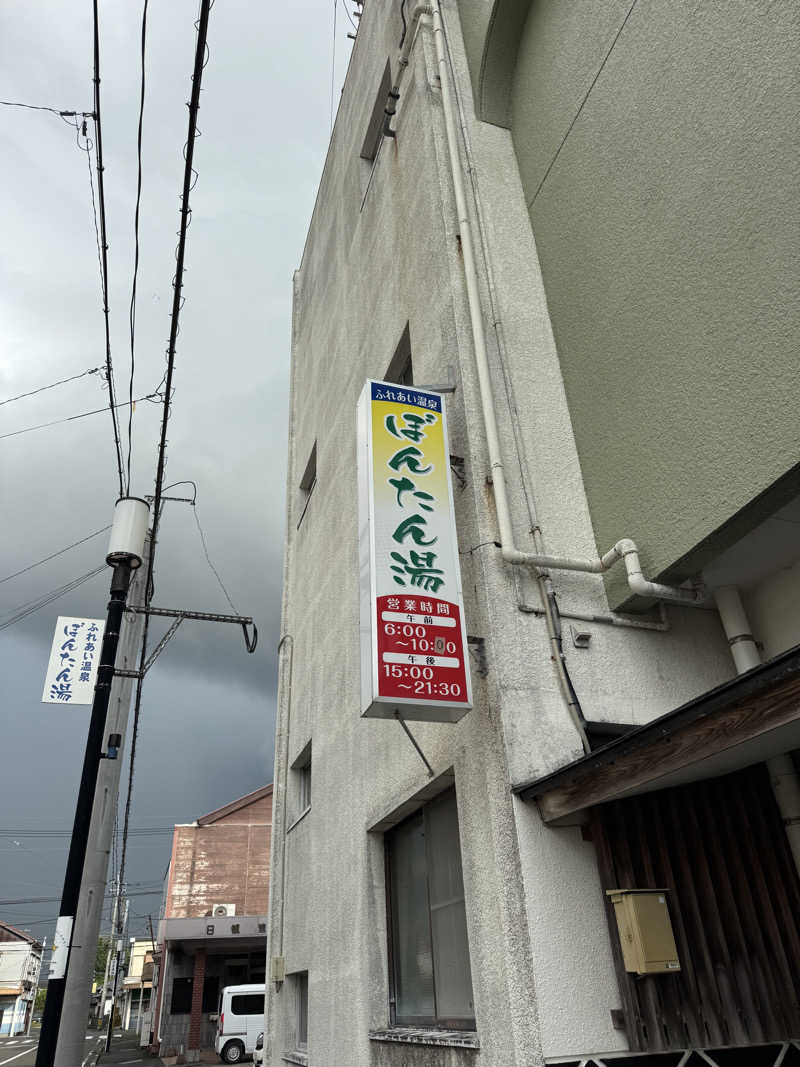 ふれあい温泉
ぼんたん湯
営業時間
午前
6:00
~10:00
午後
15:00
~21:30
ふれあい温泉
ぼんたん湯